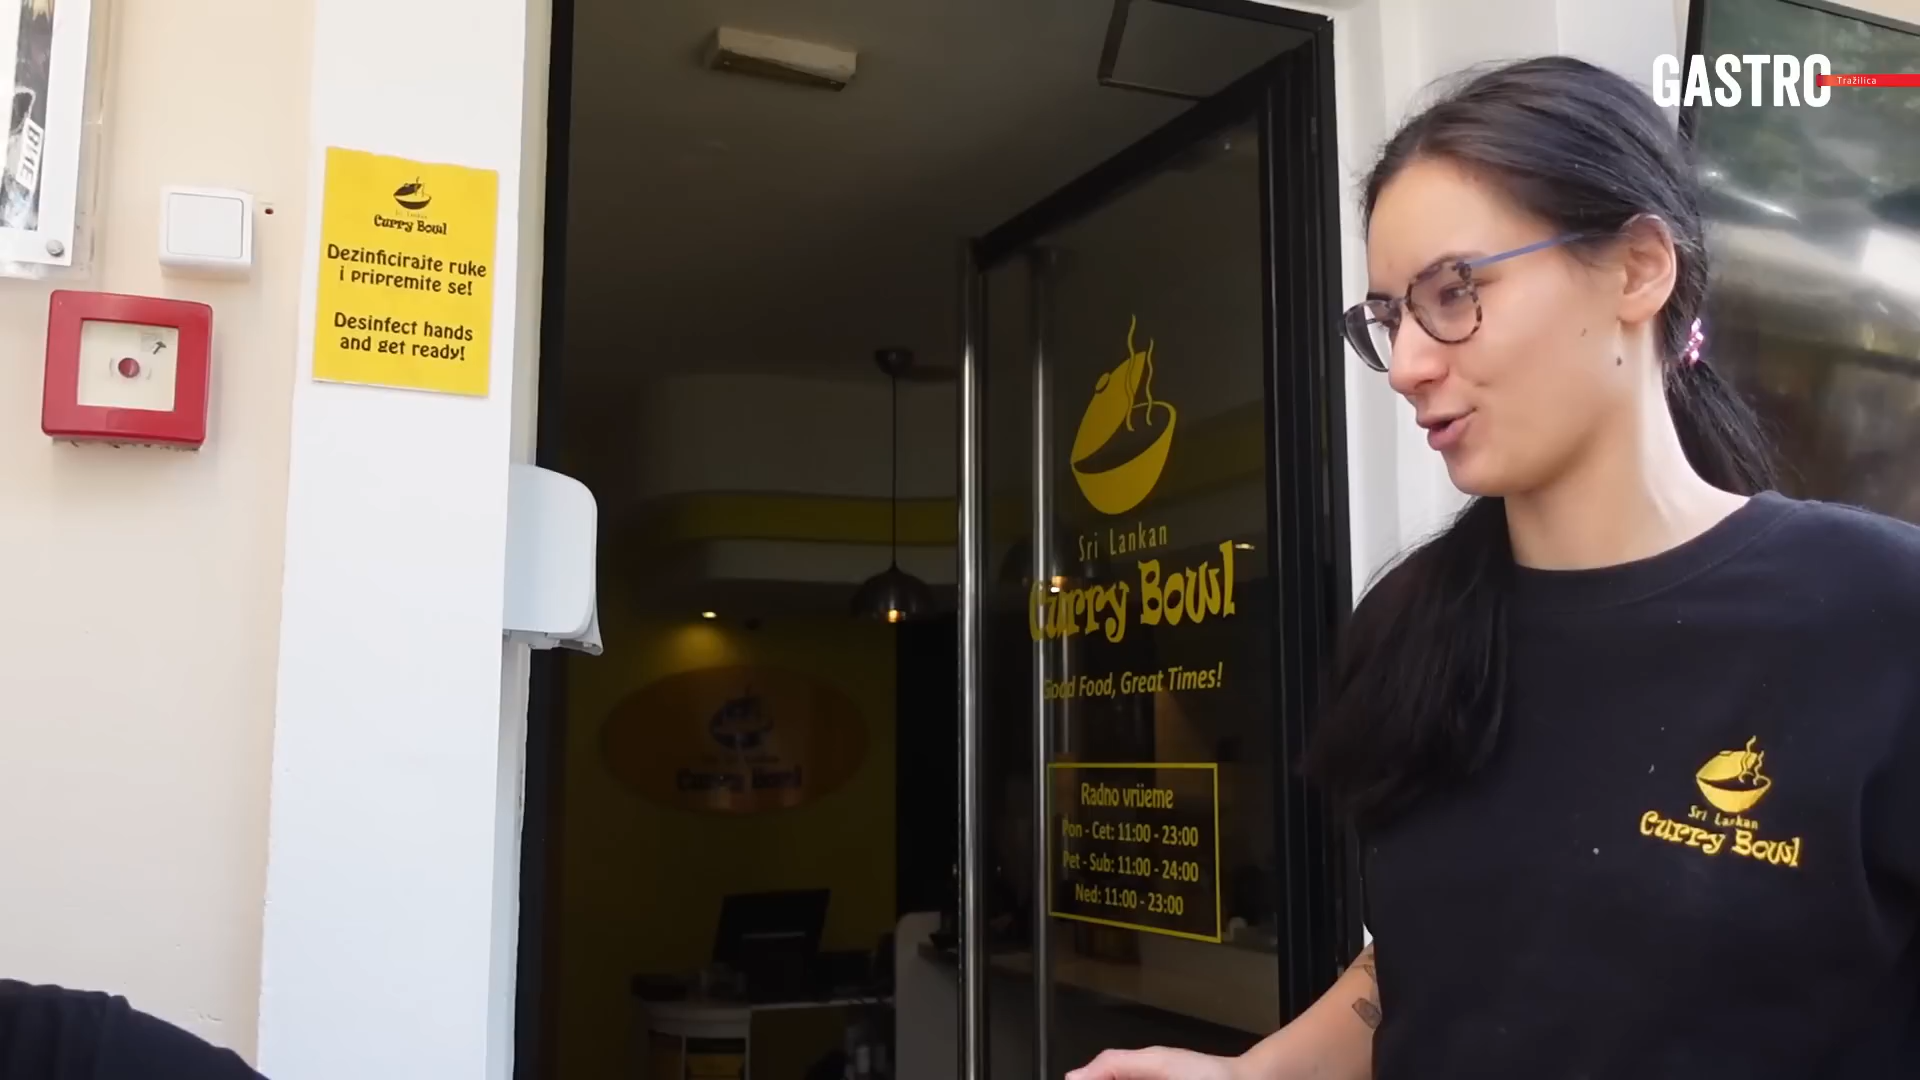 GASTRO
Tražilica
Sri Lankan
Curry Bowl
Dezinficirajte ruke
i pripremite se!
Desinfect hands
and get ready!
Sri Lankan
Curry Bowl
Good Food, Great Times!
Radno vrijeme
Pon - Čet: 11:00 - 23:00
Pet - Sub: 11:00 - 24:00
Ned: 11:00 - 23:00
Curry Bowl
Sri Lankan
Curry Bowl